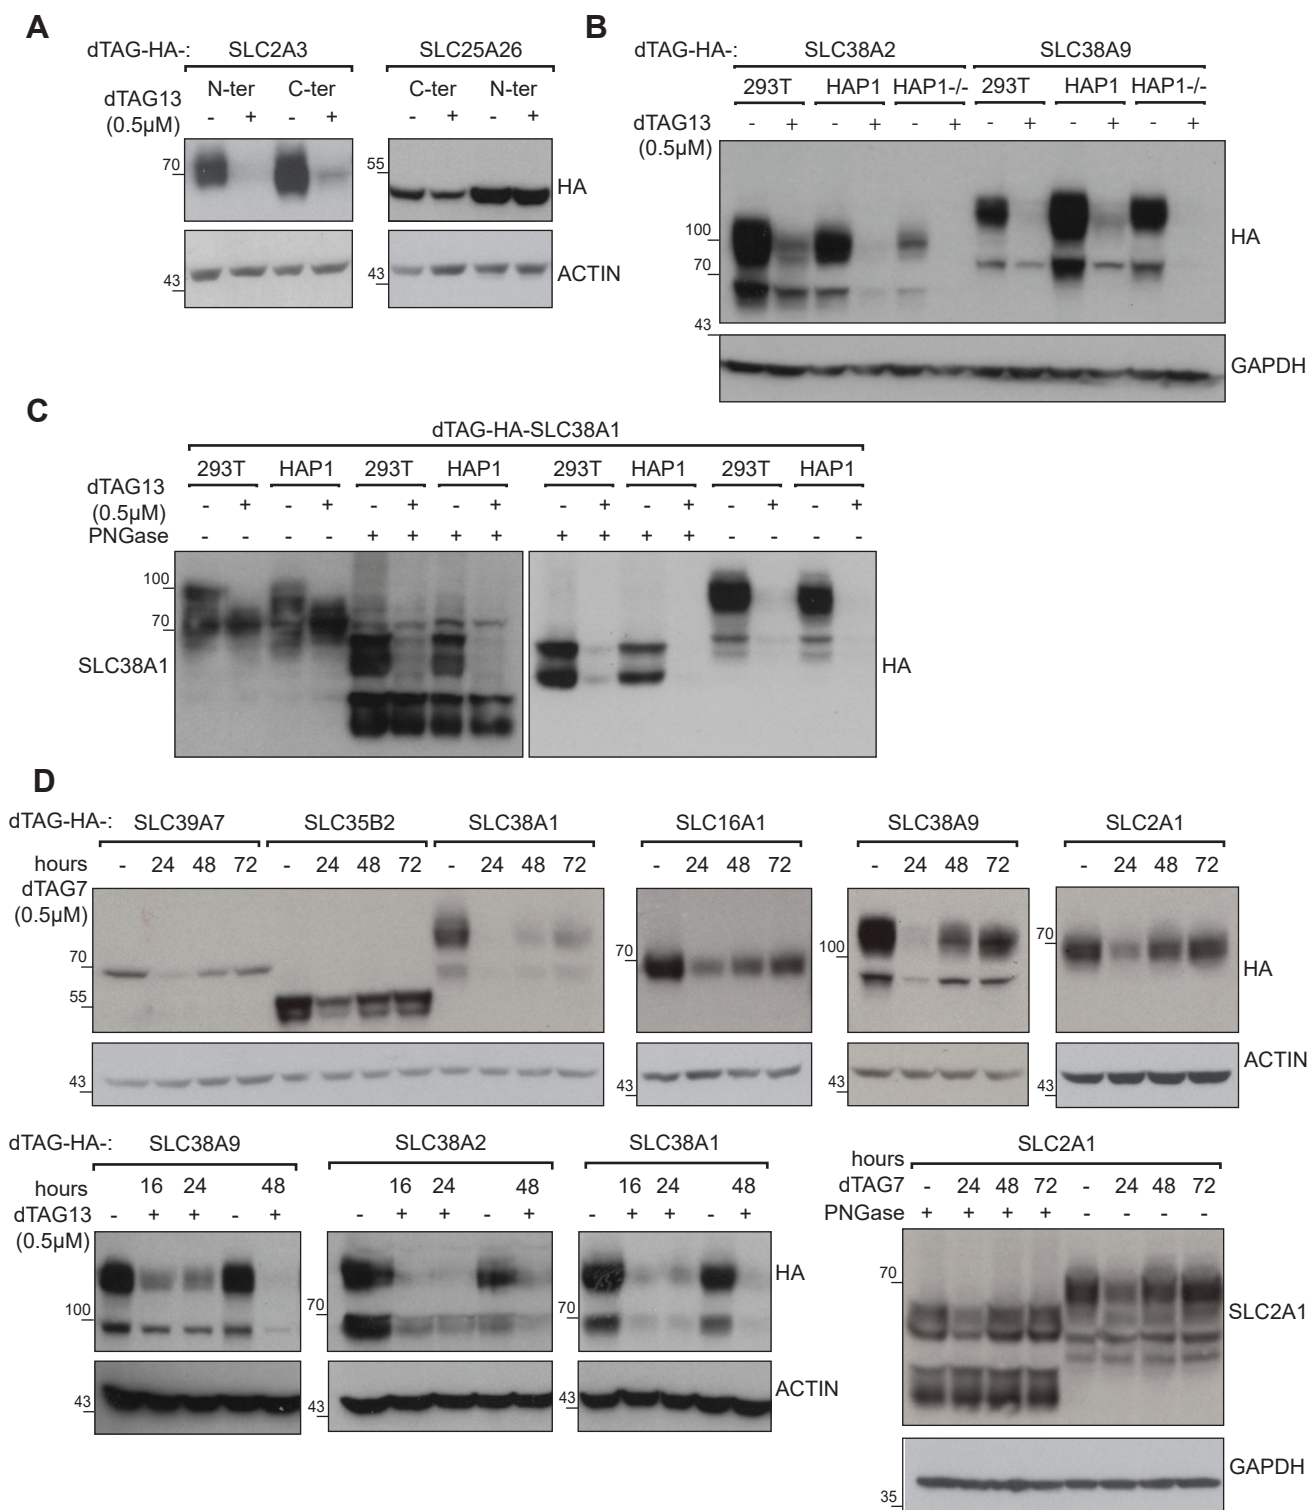 A
dTAG-HA-: SLC2A3 SLC25A26
N-ter C-ter C-ter N-ter
dTAG13
(0.5µM) - + - + - + - +
70 55 HA
43 43 ACTIN
B
dTAG-HA-: SLC38A2 SLC38A9
293T HAP1 HAP1-/- 293T HAP1 HAP1-/-
dTAG13
(0.5µM) - + - + - + - + - + - +
100
70
43
HA
GAPDH
C
dTAG-HA-SLC38A1
293T HAP1 293T HAP1 293T HAP1 293T HAP1
dTAG13
(0.5µM) - + - + - + - + - + - + - + - +
PNGase - - - - + + + + + + + + - - - -
100
70
SLC38A1 HA
D
dTAG-HA-: SLC39A7 SLC35B2 SLC38A1 SLC16A1 SLC38A9 SLC2A1
hours - 24 48 72 - 24 48 72 - 24 48 72 - 24 48 72 - 24 48 72 - 24 48 72
dTAG7
(0.5µM)
70 70 100 70 HA
55
43 43 43 43 ACTIN
dTAG-HA-: SLC38A9 SLC38A2 SLC38A1
hours 16 24 48 16 24 48 16 24 48
dTAG13 - + + - + - + + - + - + + - +
(0.5µM)
100 70 70 HA
43 43 43 ACTIN
SLC2A1
hours
dTAG7 - 24 48 72 - 24 48 72
PNGase + + + + - - - -
70
SLC2A1
GAPDH
35